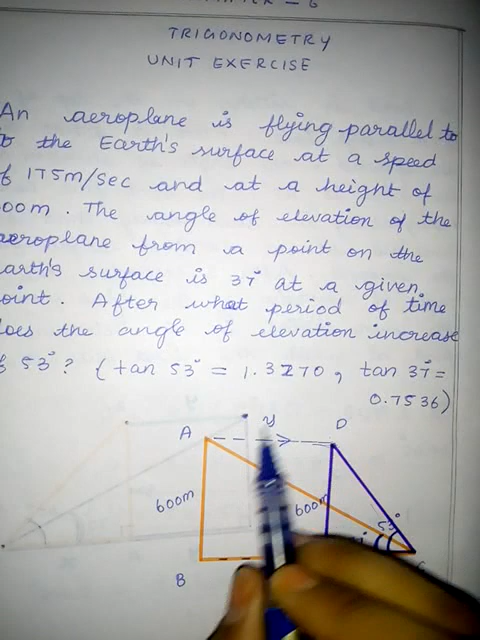 TRIGONOMETRY
UNIT EXERCISE
An aeroplane is flying parallel to
the Earth's surface at a speed
of 175m/sec and at a height of
600m. The angle of elevation of the
aeroplane from a point on the
Earth's surface is 37° at a given
point. After what period of time
does the angle of elevation increase
53°? (tan 53° = 1.3270, tan 37° =
0.7536)
A
y
D
600m
600m
53°
B
C